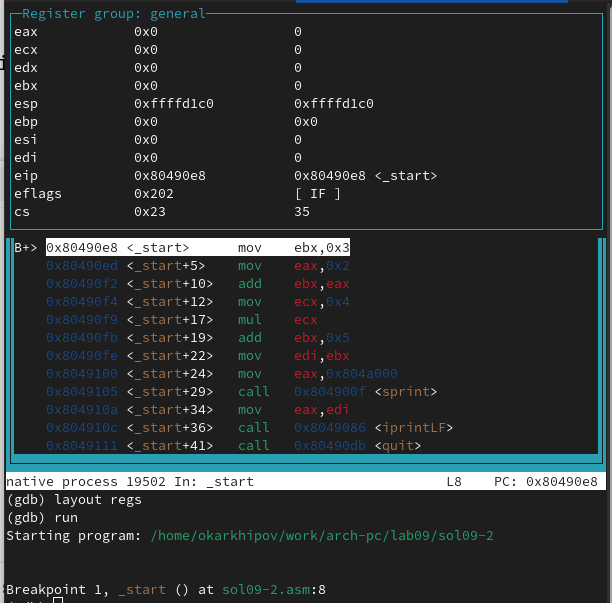 Register group: general
eax 0x0 0
ecx 0x0 0
edx 0x0 0
ebx 0x0 0
esp 0xffffd1c0 0xffffd1c0
ebp 0x0 0x0
esi 0x0 0
edi 0x0 0
eip 0x80490e8 0x80490e8 <_start>
eflags 0x202 [ IF ]
cs 0x23 35
B+> 0x80490e8 <_start> mov ebx,0x3
0x80490ed <_start+5> mov eax,0x2
0x80490f2 <_start+10> add ebx,eax
0x80490f4 <_start+12> mov ecx,0x4
0x80490f9 <_start+17> mul ecx
0x80490fb <_start+19> add ebx,0x5
0x80490fe <_start+22> mov edi,ebx
0x8049100 <_start+24> mov eax,0x804a000
0x8049105 <_start+29> call 0x804900f <sprint>
0x804910a <_start+34> mov eax,edi
0x804910c <_start+36> call 0x8049086 <iprintLF>
0x8049111 <_start+41> call 0x80490db <quit>
native process 19502 In: _start L8 PC: 0x80490e8
(gdb) layout regs
(gdb) run
Starting program: /home/okarkhipov/work/arch-pc/lab09/sol09-2
Breakpoint 1, _start () at sol09-2.asm:8